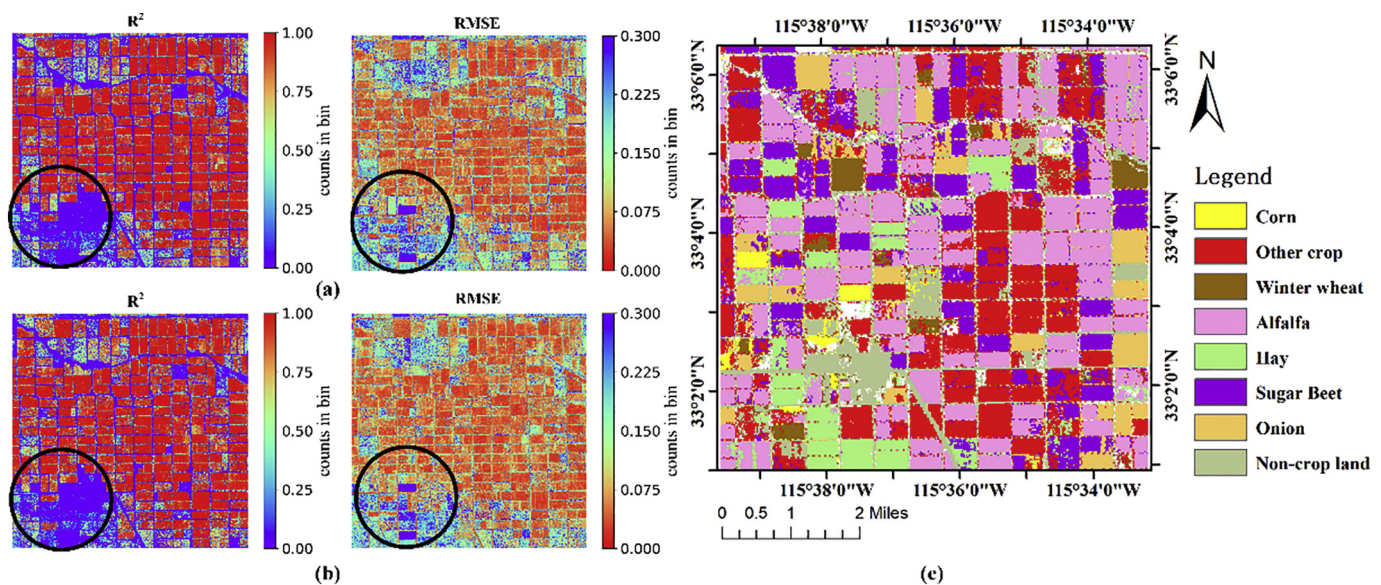 R²
RMSE
1.00
0.75
0.50
0.25
0.00
counts in bin
0.300
0.225
0.150
0.075
0.000
counts in bin
(a)
R²
RMSE
1.00
0.75
0.50
0.25
0.00
counts in bin
0.300
0.225
0.150
0.075
0.000
counts in bin
(b)
115°38'0"W 115°36'0"W 115°34'0"W
33°6'0"N
33°4'0"N
33°2'0"N
33°6'0"N
33°4'0"N
33°2'0"N
115°38'0"W 115°36'0"W 115°34'0"W
0 0.5 1 2 Miles
(c)
N
Legend
Corn
Other crop
Winter wheat
Alfalfa
Hay
Sugar Beet
Onion
Non-crop land